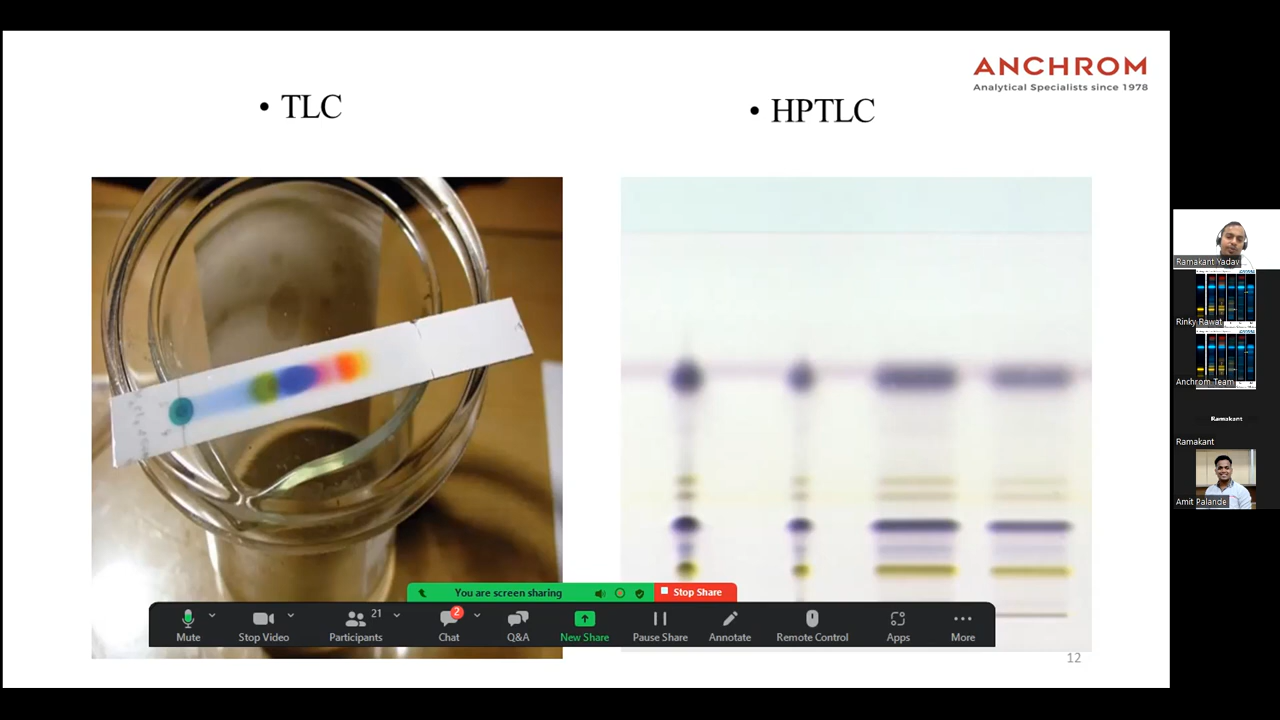 ANCHROM
Analytical Specialists since 1978
• TLC
• HPTLC
Ramakant Yadav
Rinky Rawat
Anchrom Team
Ramakant
Ramakant
Amit Palande
You are screen sharing
Stop Share
Mute
Stop Video
21
Participants
2
Chat
Q&A
New Share
Pause Share
Annotate
Remote Control
Apps
More
12